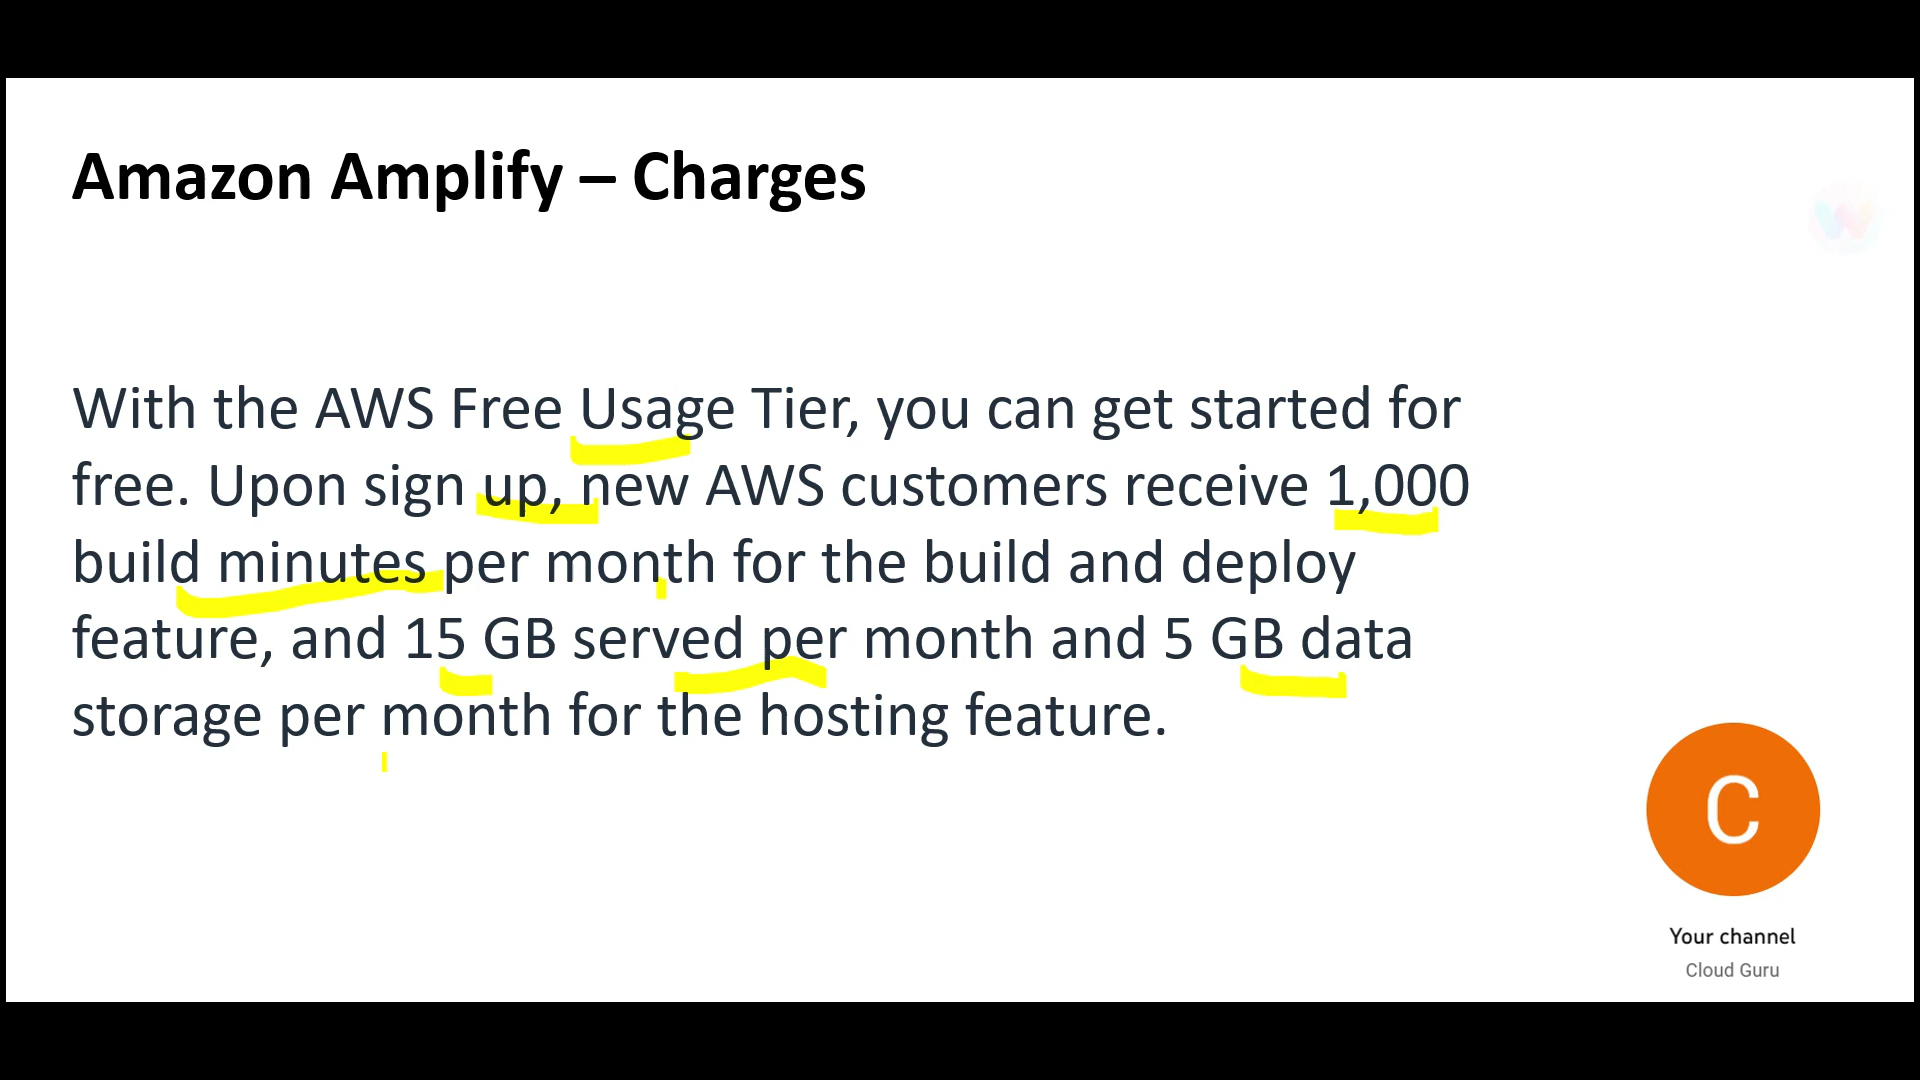 Amazon Amplify – Charges
With the AWS Free Usage Tier, you can get started for
free. Upon sign up, new AWS customers receive 1,000
build minutes per month for the build and deploy
feature, and 15 GB served per month and 5 GB data
storage per month for the hosting feature.
C
Your channel
Cloud Guru